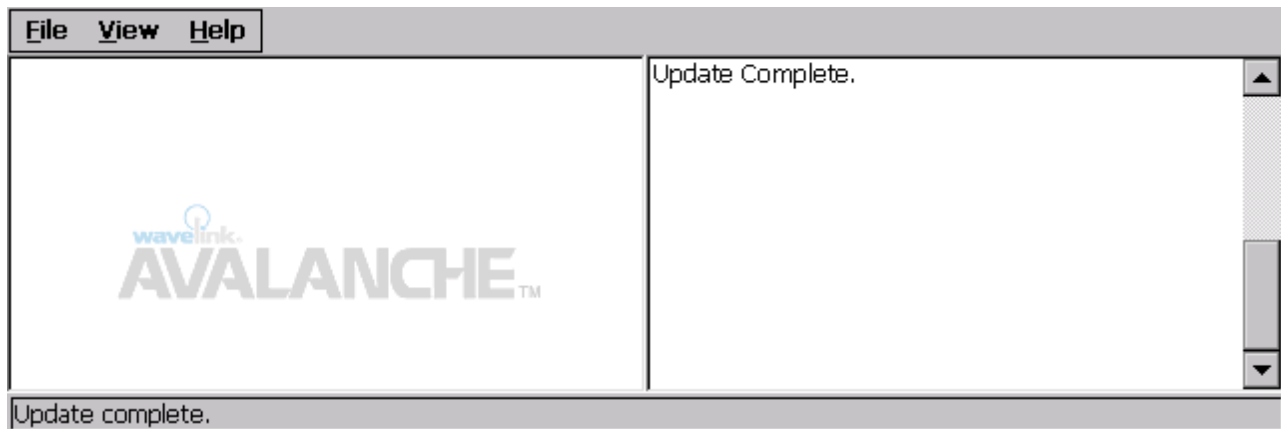 File View Help
Update Complete.
wavelink.
AVALANCHE™
Update complete.